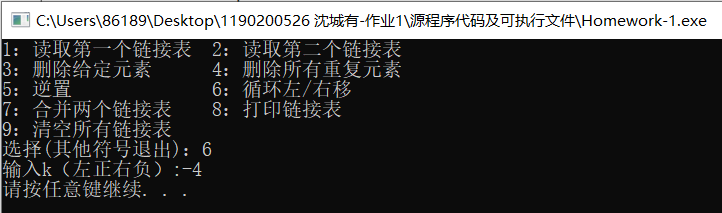 C:\Users\86189\Desktop\1190200526 沈城有-作业1\源程序代码及可执行文件\Homework-1.exe
1: 读取第一个链接表 2: 读取第二个链接表
3: 删除给定元素 4: 删除所有重复元素
5: 逆置 6: 循环左/右移
7: 合并两个链接表 8: 打印链接表
9: 清空所有链接表
选择(其他符号退出): 6
输入k（左正右负）:-4
请按任意键继续. . .